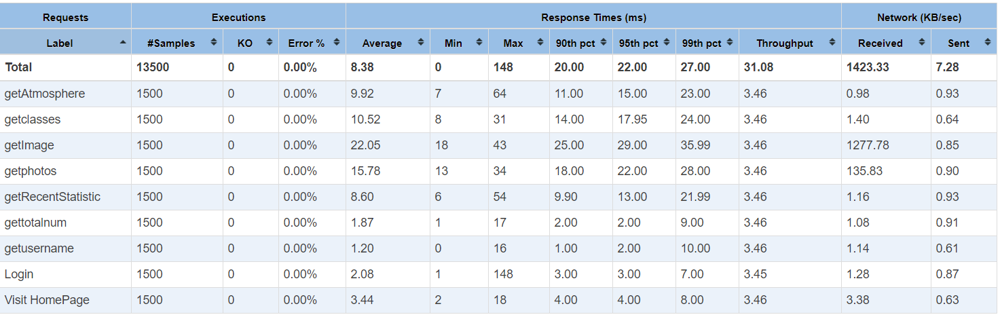 Requests Executions Response Times (ms) Network (KB/sec)
Label #Samples KO Error % Average Min Max 90th pct 95th pct 99th pct Throughput Received Sent
Total 13500 0 0.00% 8.38 0 148 20.00 22.00 27.00 31.08 1423.33 7.28
getAtmosphere 1500 0 0.00% 9.92 7 64 11.00 15.00 23.00 3.46 0.98 0.93
getclasses 1500 0 0.00% 10.52 8 31 14.00 17.95 24.00 3.46 1.40 0.64
getImage 1500 0 0.00% 22.05 18 43 25.00 29.00 35.99 3.46 1277.78 0.85
getphotos 1500 0 0.00% 15.78 13 34 18.00 22.00 28.00 3.46 135.83 0.90
getRecentStatistic 1500 0 0.00% 8.60 6 54 9.90 13.00 21.99 3.46 1.16 0.93
gettotalnum 1500 0 0.00% 1.87 1 17 2.00 2.00 9.00 3.46 1.08 0.91
getusername 1500 0 0.00% 1.20 0 16 1.00 2.00 10.00 3.46 1.14 0.61
Login 1500 0 0.00% 2.08 1 148 3.00 3.00 7.00 3.45 1.28 0.87
Visit HomePage 1500 0 0.00% 3.44 2 18 4.00 4.00 8.00 3.46 3.38 0.63